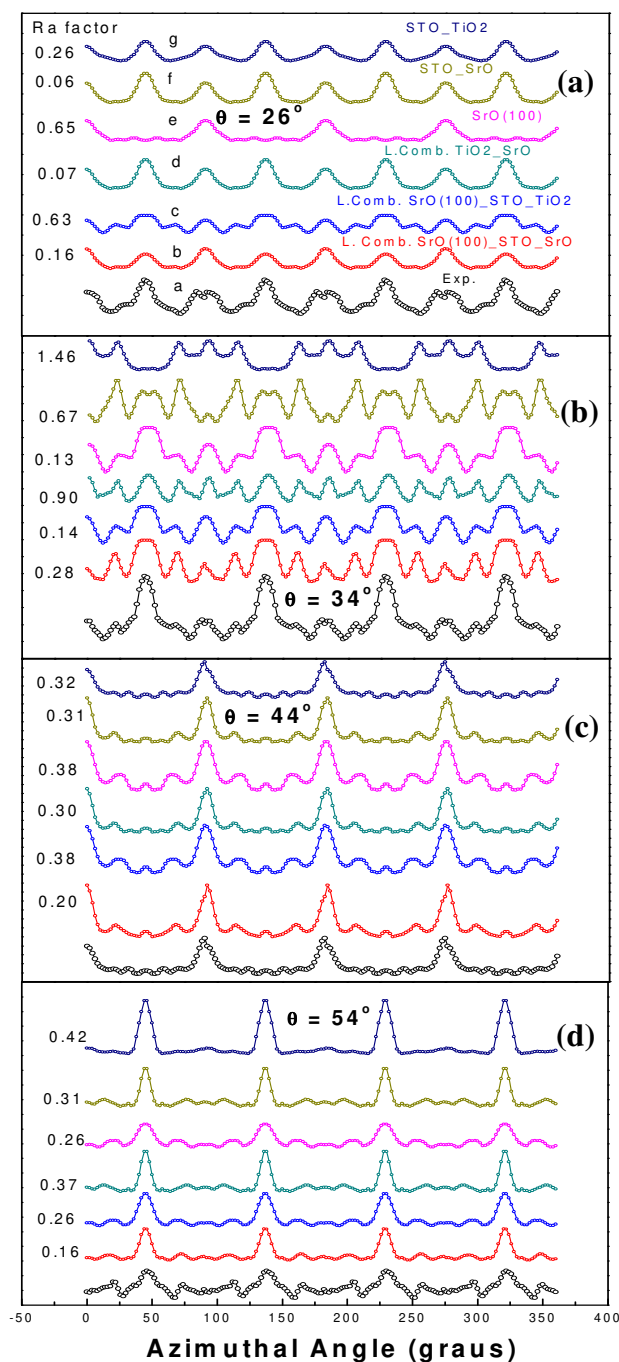 Ra factor
g
STO_TiO2
0.26
f
STO_SrO
(a)
0.06
e
θ = 26°
SrO(100)
0.65
d
L.Comb. TiO2_SrO
0.07
c
L.Comb. SrO(100)_STO_TiO2
0.63
b
L.Comb. SrO(100)_STO_SrO
0.16
a
Exp.
1.46
(b)
0.67
0.13
0.90
0.14
0.28
θ = 34°
0.32
0.31
θ = 44°
(c)
0.38
0.30
0.38
0.20
θ = 54°
(d)
0.42
0.31
0.26
0.37
0.26
0.16
-50 0 50 100 150 200 250 300 350 400
Azimuthal Angle (graus)